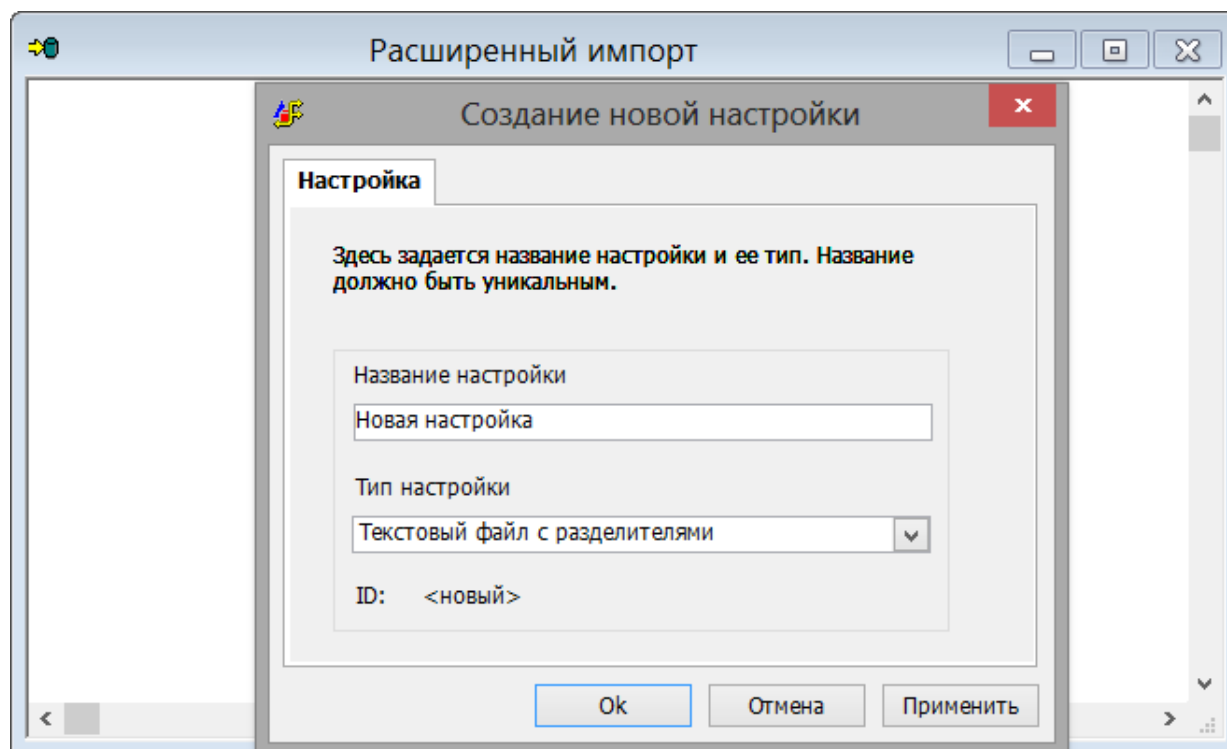 Расширенный импорт
Создание новой настройки
Настройка
Здесь задается название настройки и ее тип. Название
должно быть уникальным.
Название настройки
Новая настройка
Тип настройки
Текстовый файл с разделителями
ID: <новый>
Ok Отмена Применить